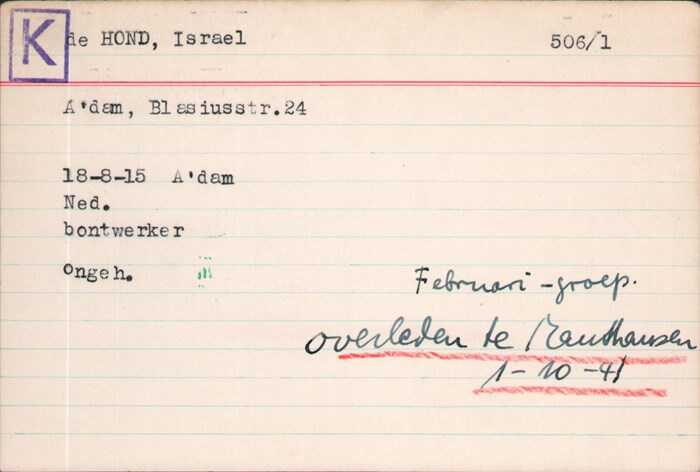 K
de HOND, Israel 506/1
A'dam, Blasiusstr.24
18-8-15 A'dam
Ned.
bontwerker
ongeh.
Februari-groep.
overleden te Mauthausen
1-10-41